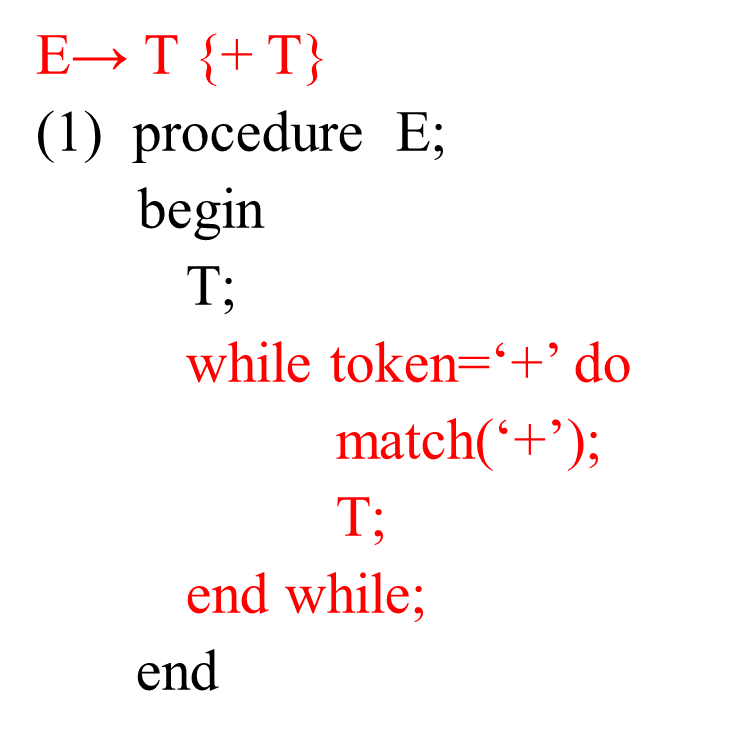 E→ T {+ T}
(1) procedure E;
begin
T;
while token=‘+’ do
match(‘+’);
T;
end while;
end